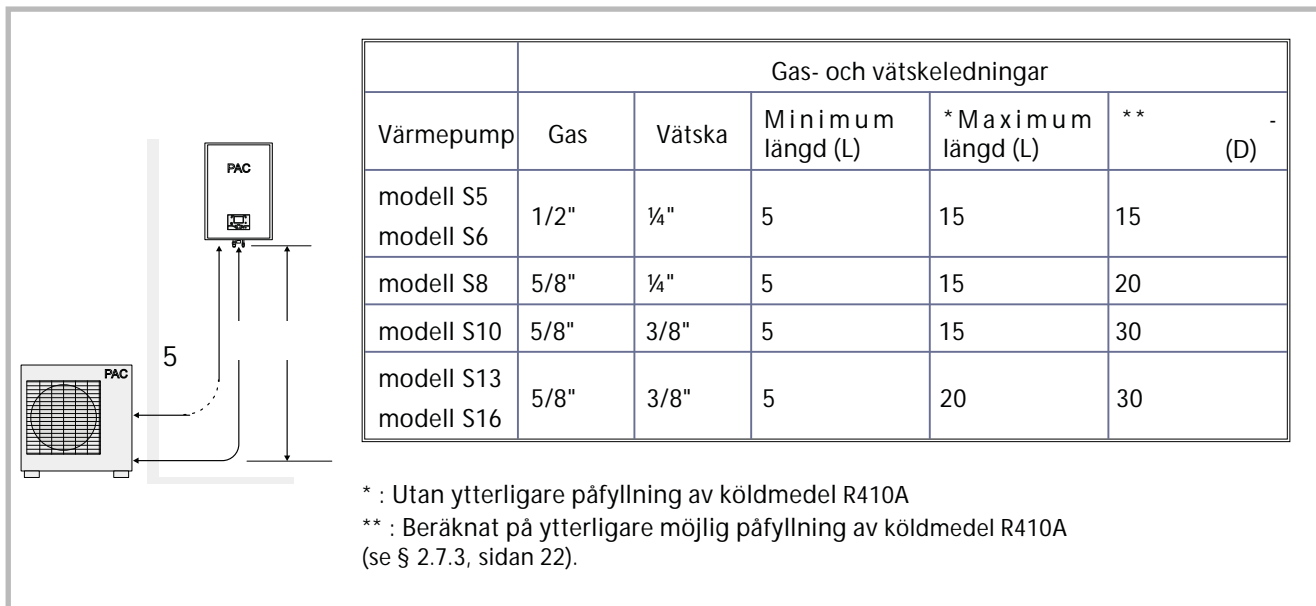 Gas- och vätskeledningar
Värmepump Gas Vätska Minimum längd (L) *Maximum längd (L) ** - (D)
modell S5
modell S6
1/2" ¼" 5 15 15
modell S8 5/8" ¼" 5 15 20
modell S10 5/8" 3/8" 5 15 30
modell S13
modell S16
5/8" 3/8" 5 20 30
PAC
5
PAC
* : Utan ytterligare påfyllning av köldmedel R410A
** : Beräknat på ytterligare möjlig påfyllning av köldmedel R410A
(se § 2.7.3, sidan 22).